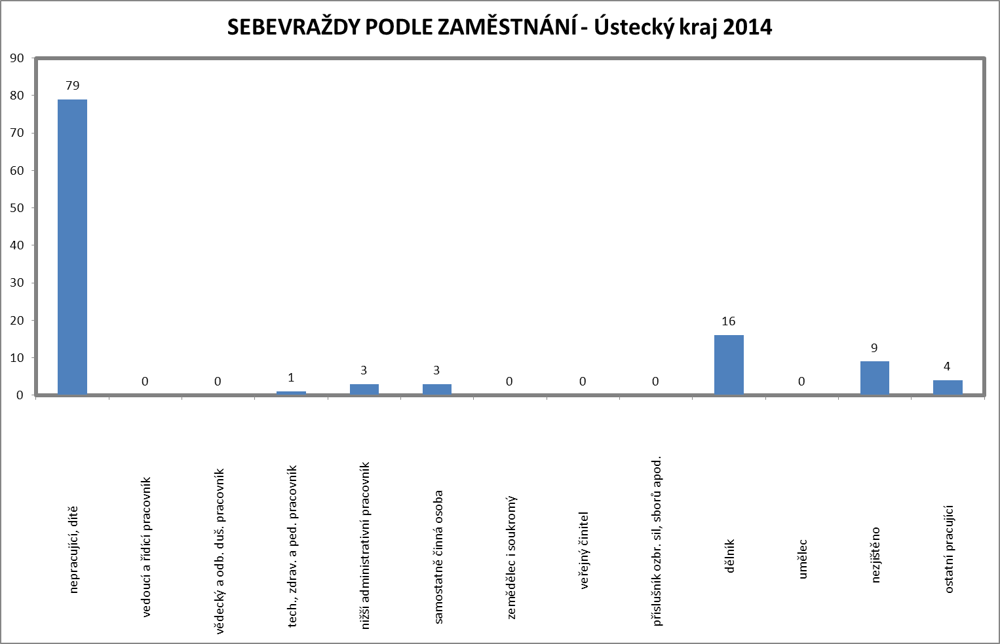 SEBEVRAŽDY PODLE ZAMĚSTNÁNÍ - Ústecký kraj 2014
90
80
70
60
50
40
30
20
10
0
79
0
0
1
3
3
0
0
0
16
0
9
4
nepracující, dítě
vedoucí a řídící pracovník
vědecký a odb. duš. pracovník
tech., zdrav. a ped. pracovník
nižší administrativní pracovník
samostatně činná osoba
zemědělec i soukromý
veřejný činitel
příslušník ozbr. sil, sborů apod.
dělník
umělec
nezjištěno
ostatní pracující